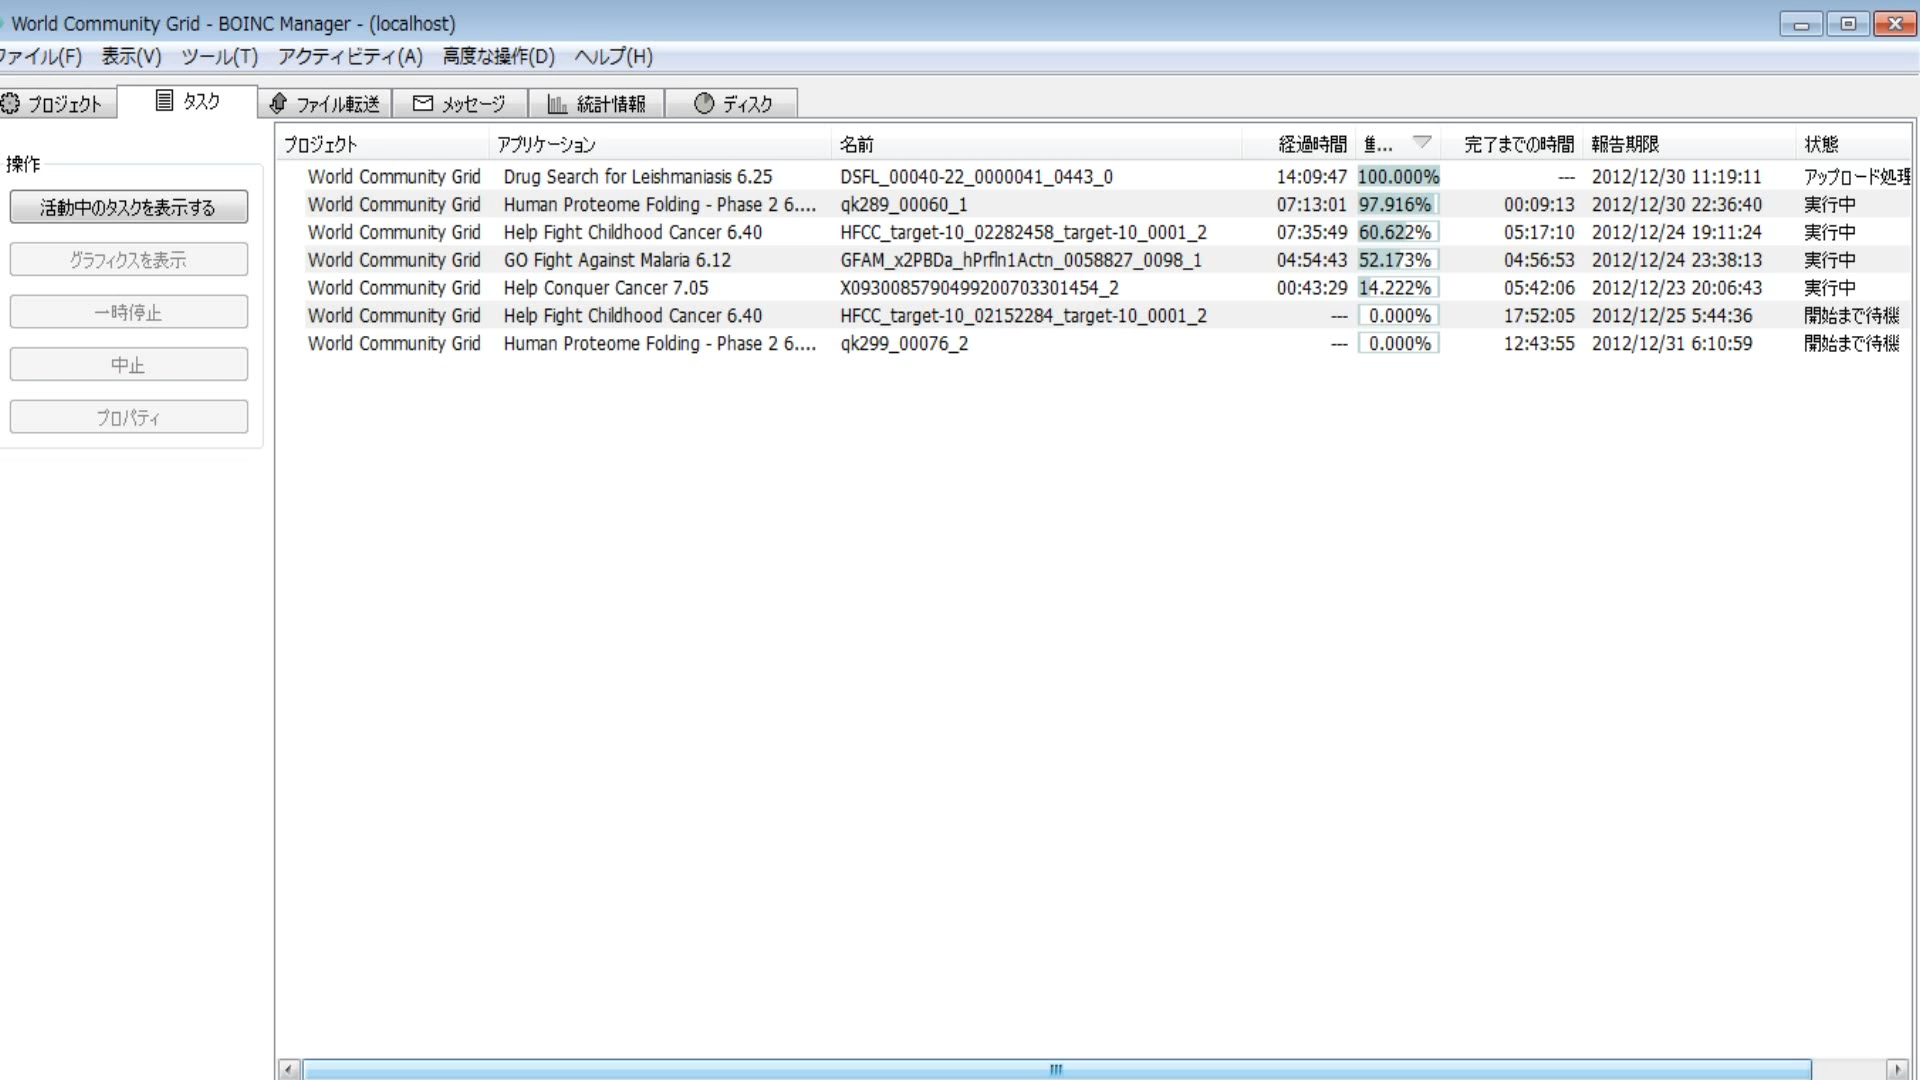 World Community Grid - BOINC Manager - (localhost)
ファイル(F) 表示(V) ツール(T) アクティビティ(A) 高度な操作(D) ヘルプ(H)
プロジェクト タスク ファイル転送 メッセージ 統計情報 ディスク
操作
活動中のタスクを表示する
グラフィクスを表示
一時停止
中止
プロパティ
プロジェクト アプリケーション 名前 経過時間 進... 完了までの時間 報告期限 状態
World Community Grid Drug Search for Leishmaniasis 6.25 DSFL_00040-22_0000041_0443_0 14:09:47 100.000% --- 2012/12/30 11:19:11 アップロード処理
World Community Grid Human Proteome Folding - Phase 2 6.... qk289_00060_1 07:13:01 97.916% 00:09:13 2012/12/30 22:36:40 実行中
World Community Grid Help Fight Childhood Cancer 6.40 HFCC_target-10_02282458_target-10_0001_2 07:35:49 60.622% 05:17:10 2012/12/24 19:11:24 実行中
World Community Grid GO Fight Against Malaria 6.12 GFAM_x2PBDa_hPrfln1Actn_0058827_0098_1 04:54:43 52.173% 04:56:53 2012/12/24 23:38:13 実行中
World Community Grid Help Conquer Cancer 7.05 X0930085790499200703301454_2 00:43:29 14.222% 05:42:06 2012/12/23 20:06:43 実行中
World Community Grid Help Fight Childhood Cancer 6.40 HFCC_target-10_02152284_target-10_0001_2 --- 0.000% 17:52:05 2012/12/25 5:44:36 開始まで待機
World Community Grid Human Proteome Folding - Phase 2 6.... qk299_00076_2 --- 0.000% 12:43:55 2012/12/31 6:10:59 開始まで待機